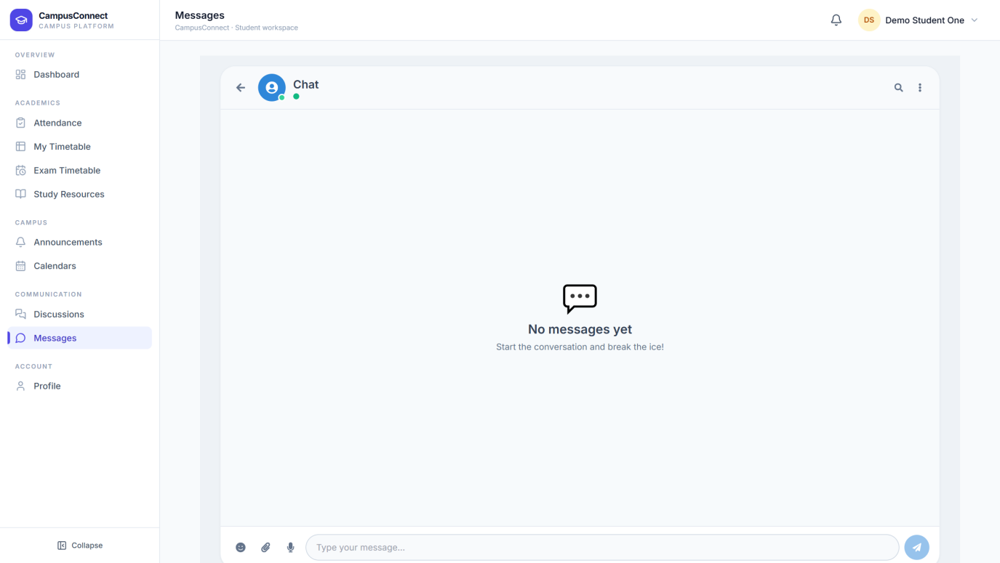 CampusConnect
CAMPUS PLATFORM
OVERVIEW
Dashboard
ACADEMICS
Attendance
My Timetable
Exam Timetable
Study Resources
CAMPUS
Announcements
Calendars
COMMUNICATION
Discussions
Messages
ACCOUNT
Profile
Collapse
Messages
CampusConnect · Student workspace
DS
Demo Student One
Chat
No messages yet
Start the conversation and break the ice!
Type your message...